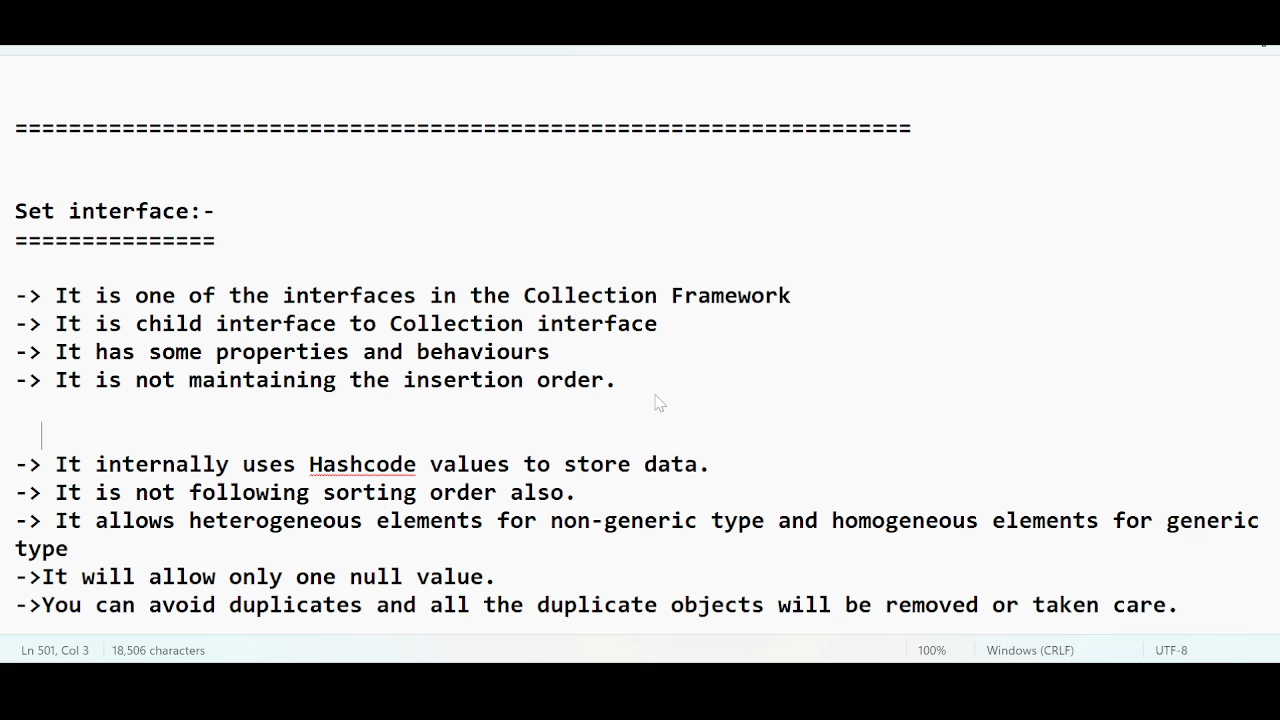 ===================================================================
Set interface:-
===============
-> It is one of the interfaces in the Collection Framework
-> It is child interface to Collection interface
-> It has some properties and behaviours
-> It is not maintaining the insertion order.
-> It internally uses Hashcode values to store data.
-> It is not following sorting order also.
-> It allows heterogeneous elements for non-generic type and homogeneous elements for generic
type
->It will allow only one null value.
->You can avoid duplicates and all the duplicate objects will be removed or taken care.
Ln 501, Col 3 18,506 characters 100% Windows (CRLF) UTF-8